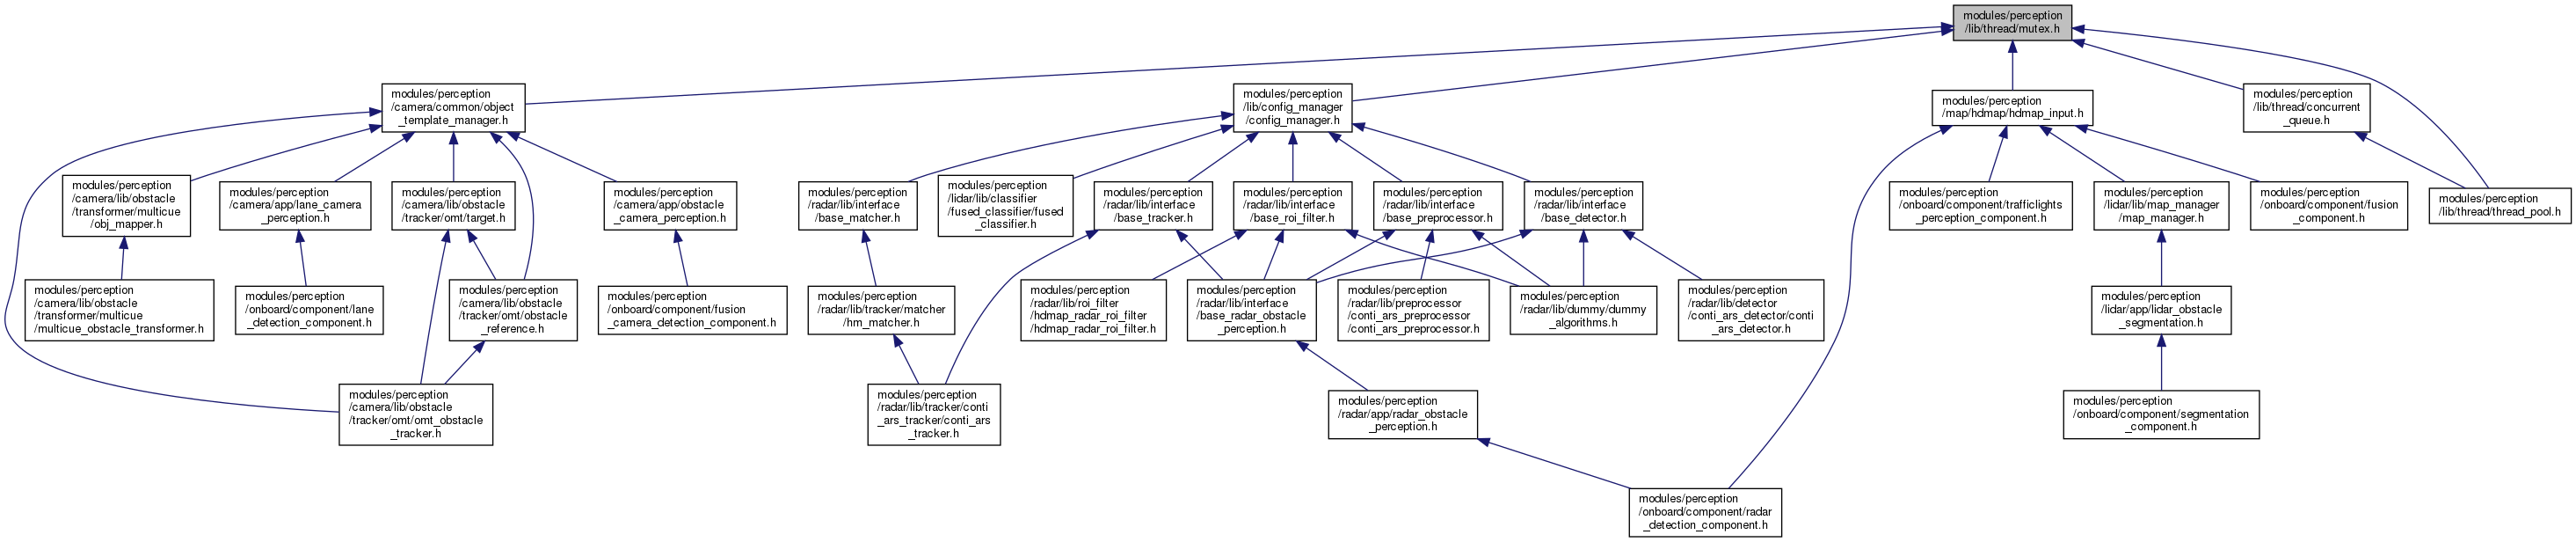 modules/perception
/lib/thread/mutex.h
modules/perception
/camera/common/object
_template_manager.h
modules/perception
/lib/config_manager
/config_manager.h
modules/perception
/map/hdmap/hdmap_input.h
modules/perception
/lib/thread/concurrent
_queue.h
modules/perception
/camera/lib/obstacle
/transformer/multicue
/obj_mapper.h
modules/perception
/camera/app/lane_camera
_perception.h
modules/perception
/camera/lib/obstacle
/tracker/omt/target.h
modules/perception
/camera/app/obstacle
_camera_perception.h
modules/perception
/radar/lib/interface
/base_matcher.h
modules/perception
/lidar/lib/classifier
/fused_classifier/fused
_classifier.h
modules/perception
/radar/lib/interface
/base_tracker.h
modules/perception
/radar/lib/interface
/base_roi_filter.h
modules/perception
/radar/lib/interface
/base_preprocessor.h
modules/perception
/radar/lib/interface
/base_detector.h
modules/perception
/onboard/component/trafficlights
_perception_component.h
modules/perception
/lidar/lib/map_manager
/map_manager.h
modules/perception
/onboard/component/fusion
_component.h
modules/perception
/lib/thread/thread_pool.h
modules/perception
/camera/lib/obstacle
/transformer/multicue
/multicue_obstacle_transformer.h
modules/perception
/onboard/component/lane
_detection_component.h
modules/perception
/camera/lib/obstacle
/tracker/omt/obstacle
_reference.h
modules/perception
/onboard/component/fusion
_camera_detection_component.h
modules/perception
/radar/lib/tracker/matcher
/hm_matcher.h
modules/perception
/radar/lib/roi_filter
/hdmap_radar_roi_filter
/hdmap_radar_roi_filter.h
modules/perception
/radar/lib/interface
/base_radar_obstacle
_perception.h
modules/perception
/radar/lib/preprocessor
/conti_ars_preprocessor
/conti_ars_preprocessor.h
modules/perception
/radar/lib/dummy/dummy
_algorithms.h
modules/perception
/radar/lib/detector
/conti_ars_detector/conti
_ars_detector.h
modules/perception
/lidar/app/lidar_obstacle
_segmentation.h
modules/perception
/camera/lib/obstacle
/tracker/omt/omt_obstacle
_tracker.h
modules/perception
/radar/lib/tracker/conti
_ars_tracker/conti_ars
_tracker.h
modules/perception
/radar/app/radar_obstacle
_perception.h
modules/perception
/onboard/component/segmentation
_component.h
modules/perception
/onboard/component/radar
_detection_component.h